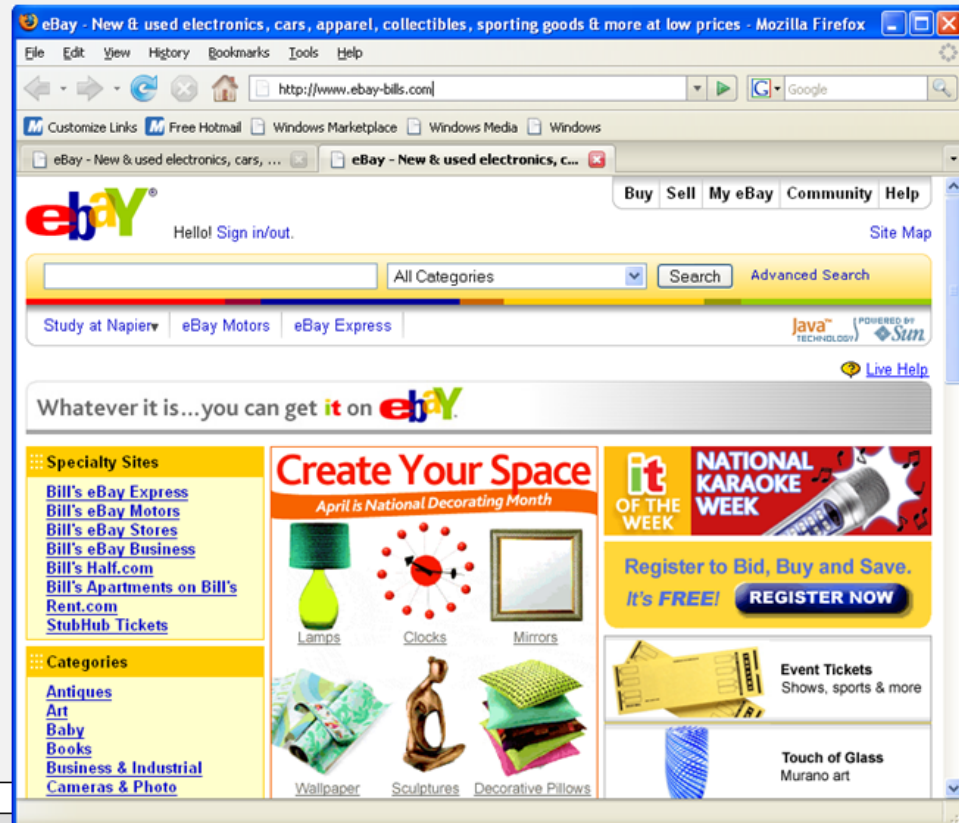 eBay - New & used electronics, cars, apparel, collectibles, sporting goods & more at low prices - Mozilla Firefox
File Edit View History Bookmarks Tools Help
http://www.ebay-bills.com
G Google
Customize Links Free Hotmail Windows Marketplace Windows Media Windows
eBay - New & used electronics, cars, ... eBay - New & used electronics, c...
ebaY® Buy Sell My eBay Community Help
Hello! Sign in/out. Site Map
All Categories Search Advanced Search
Study at Napier eBay Motors eBay Express Java™ TECHNOLOGY POWERED BY Sun
Live Help
Whatever it is...you can get it on ebaY.
Specialty Sites
Bill's eBay Express
Bill's eBay Motors
Bill's eBay Stores
Bill's eBay Business
Bill's Half.com
Bill's Apartments on Bill's
Rent.com
StubHub Tickets
Categories
Antiques
Art
Baby
Books
Business & Industrial
Cameras & Photo
Create Your Space
April is National Decorating Month
Lamps Clocks Mirrors
Wallpaper Sculptures Decorative Pillows
it
OF THE
WEEK
NATIONAL
KARAOKE
WEEK
Register to Bid, Buy and Save.
It's FREE! REGISTER NOW
Event Tickets
Shows, sports & more
Touch of Glass
Murano art